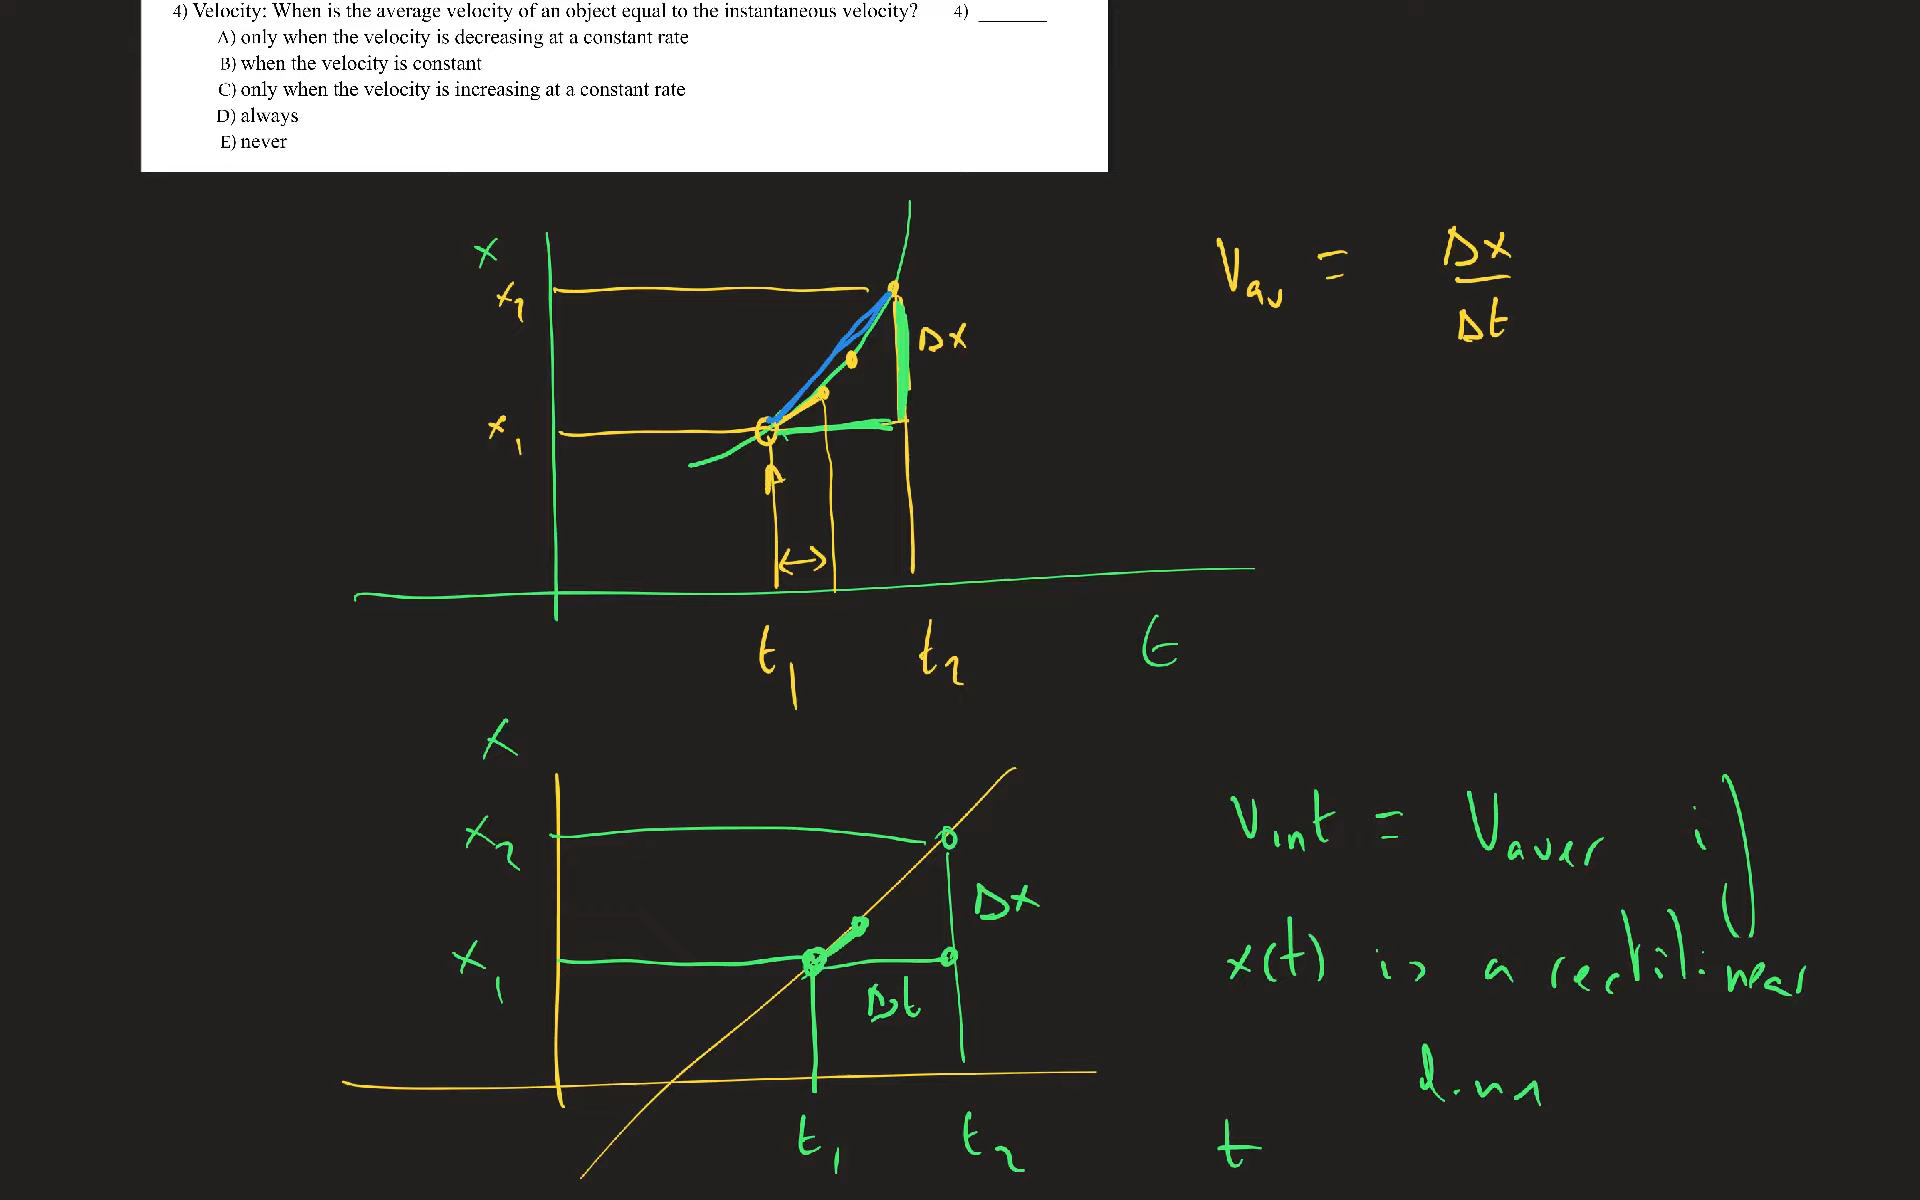 4) Velocity: When is the average velocity of an object equal to the instantaneous velocity? 4) ______
A) only when the velocity is decreasing at a constant rate
B) when the velocity is constant
C) only when the velocity is increasing at a constant rate
D) always
E) never
x
x2
x1
Δx
t1
t2
t
Vav = Δx/Δt
x
x2
x1
Δx
Δt
t1
t2
t
Vint = Vaver if
x(t) is a rectilinear